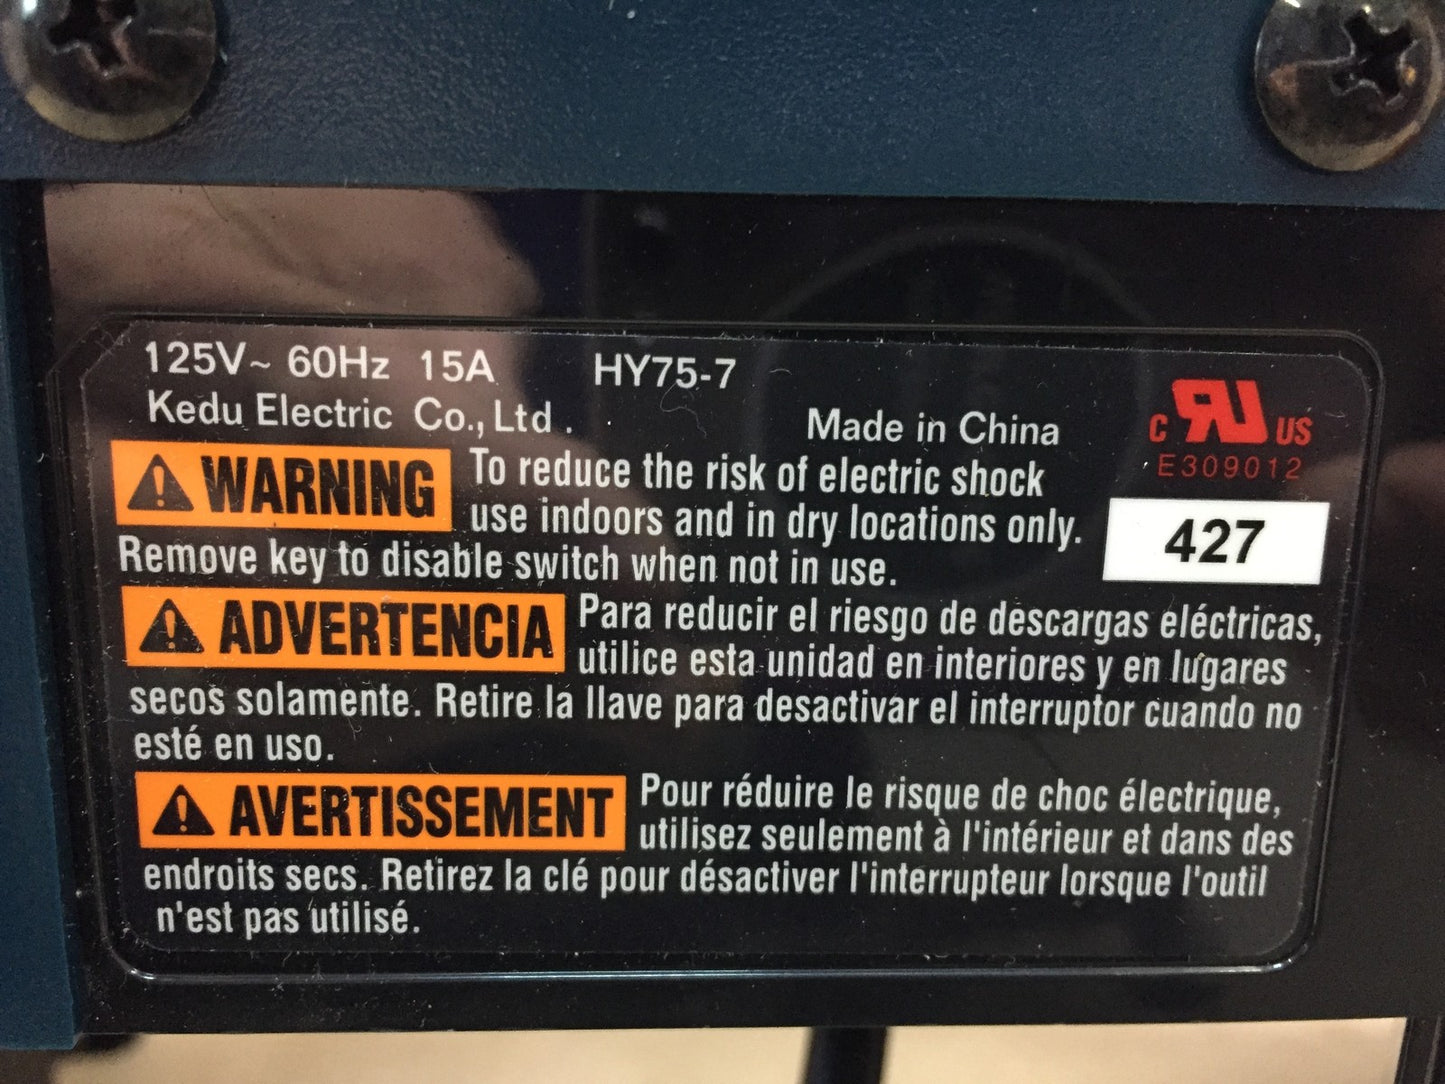 125V~ 60Hz 15A HY75-7
Kedu Electric Co., Ltd. Made in China
c RU US
E309012
WARNING To reduce the risk of electric shock
use indoors and in dry locations only.
427
Remove key to disable switch when not in use.
ADVERTENCIA Para reducir el riesgo de descargas eléctricas,
utilice esta unidad en interiores y en lugares
secos solamente. Retire la llave para desactivar el interruptor cuando no
esté en uso.
AVERTISSEMENT Pour réduire le risque de choc électrique,
utilisez seulement à l'intérieur et dans des
endroits secs. Retirez la clé pour désactiver l'interrupteur lorsque l'outil
n'est pas utilisé.